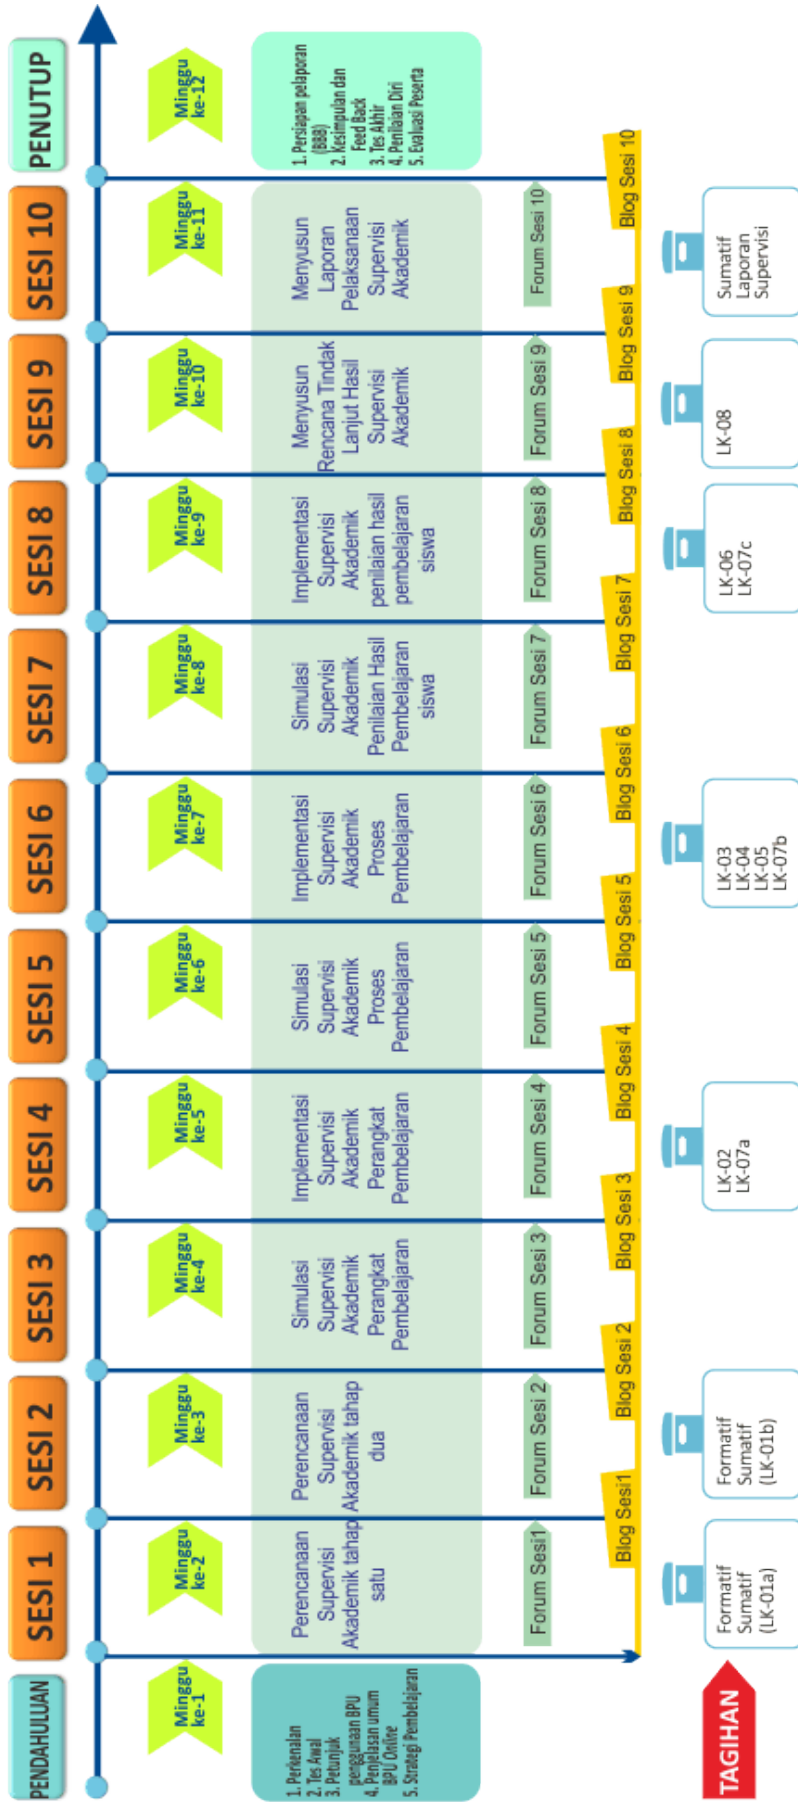 PENDAHULUAN
SESI 1
SESI 2
SESI 3
SESI 4
SESI 5
SESI 6
SESI 7
SESI 8
SESI 9
SESI 10
PENUTUP
Minggu
ke-1
Minggu
ke-2
Minggu
ke-3
Minggu
ke-4
Minggu
ke-5
Minggu
ke-6
Minggu
ke-7
Minggu
ke-8
Minggu
ke-9
Minggu
ke-10
Minggu
ke-11
Minggu
ke-12
1. Perkenalan
2. Tes Awal
3. Petunjuk
penggunaan BPU
4. Penjelasan umum
BPU Online
5. Strategi Pembelajaran
Perencanaan
Supervisi
Akademik tahap
satu
Perencanaan
Supervisi
Akademik tahap
dua
Simulasi
Supervisi
Akademik
Perangkat
Pembelajaran
Implementasi
Supervisi
Akademik
Perangkat
Pembelajaran
Simulasi
Supervisi
Akademik
Proses
Pembelajaran
Implementasi
Supervisi
Akademik
Proses
Pembelajaran
Simulasi
Supervisi
Akademik
Penilaian Hasil
Pembelajaran
siswa
Implementasi
Supervisi
Akademik
penilaian hasil
pembelajaran
siswa
Menyusun
Rencana Tindak
Lanjut Hasil
Supervisi
Akademik
Menyusun
Laporan
Pelaksanaan
Supervisi
Akademik
1. Persiapan pelaporan
(BBB)
2. Kesimpulan dan
Feed Back
3. Tes Akhir
4. Penilaian Diri
5. Evaluasi Peserta
Forum Sesi1
Forum Sesi 2
Forum Sesi 3
Forum Sesi 4
Forum Sesi 5
Forum Sesi 6
Forum Sesi 7
Forum Sesi 8
Forum Sesi 9
Forum Sesi 10
Blog Sesi1
Blog Sesi 2
Blog Sesi 3
Blog Sesi 4
Blog Sesi 5
Blog Sesi 6
Blog Sesi 7
Blog Sesi 8
Blog Sesi 9
Blog Sesi 10
TAGIHAN
Formatif
Sumatif
(LK-01a)
Formatif
Sumatif
(LK-01b)
LK-02
LK-07a
LK-03
LK-04
LK-05
LK-07b
LK-06
LK-07c
LK-08
Sumatif
Laporan
Supervisi